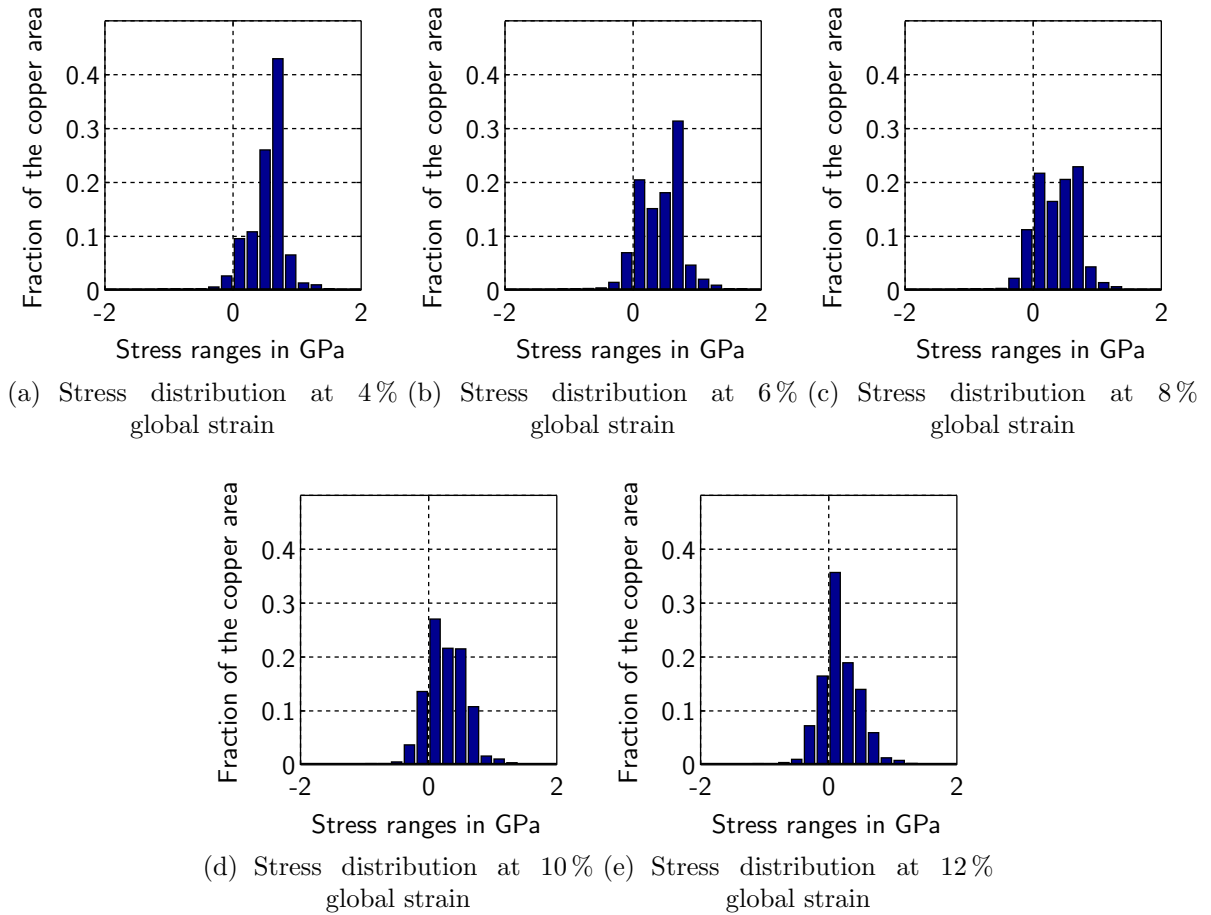 Fraction of the copper area
0.4
0.3
0.2
0.1
0
-2 0 2
Stress ranges in GPa
(a) Stress distribution at 4 %
global strain
Fraction of the copper area
0.4
0.3
0.2
0.1
0
-2 0 2
Stress ranges in GPa
(b) Stress distribution at 6 %
global strain
Fraction of the copper area
0.4
0.3
0.2
0.1
0
-2 0 2
Stress ranges in GPa
(c) Stress distribution at 8 %
global strain
Fraction of the copper area
0.4
0.3
0.2
0.1
0
-2 0 2
Stress ranges in GPa
(d) Stress distribution at 10 %
global strain
Fraction of the copper area
0.4
0.3
0.2
0.1
0
-2 0 2
Stress ranges in GPa
(e) Stress distribution at 12 %
global strain